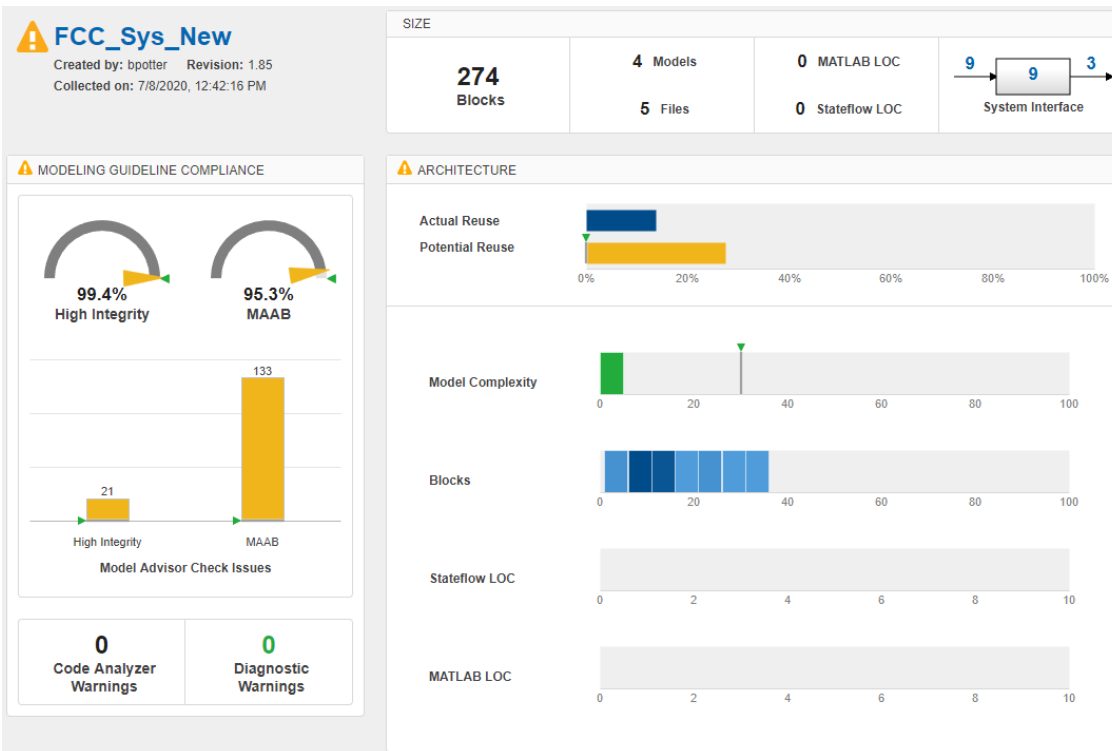 FCC_Sys_New
Created by: bpotter Revision: 1.85
Collected on: 7/8/2020, 12:42:16 PM
SIZE
274
Blocks
4 Models
5 Files
0 MATLAB LOC
0 Stateflow LOC
9 9 3
System Interface
MODELING GUIDELINE COMPLIANCE
99.4%
High Integrity
95.3%
MAAB
133
21
High Integrity MAAB
Model Advisor Check Issues
0
Code Analyzer
Warnings
0
Diagnostic
Warnings
ARCHITECTURE
Actual Reuse
Potential Reuse
0% 20% 40% 60% 80% 100%
Model Complexity
0 20 40 60 80 100
Blocks
0 20 40 60 80 100
Stateflow LOC
0 2 4 6 8 10
MATLAB LOC
0 2 4 6 8 10